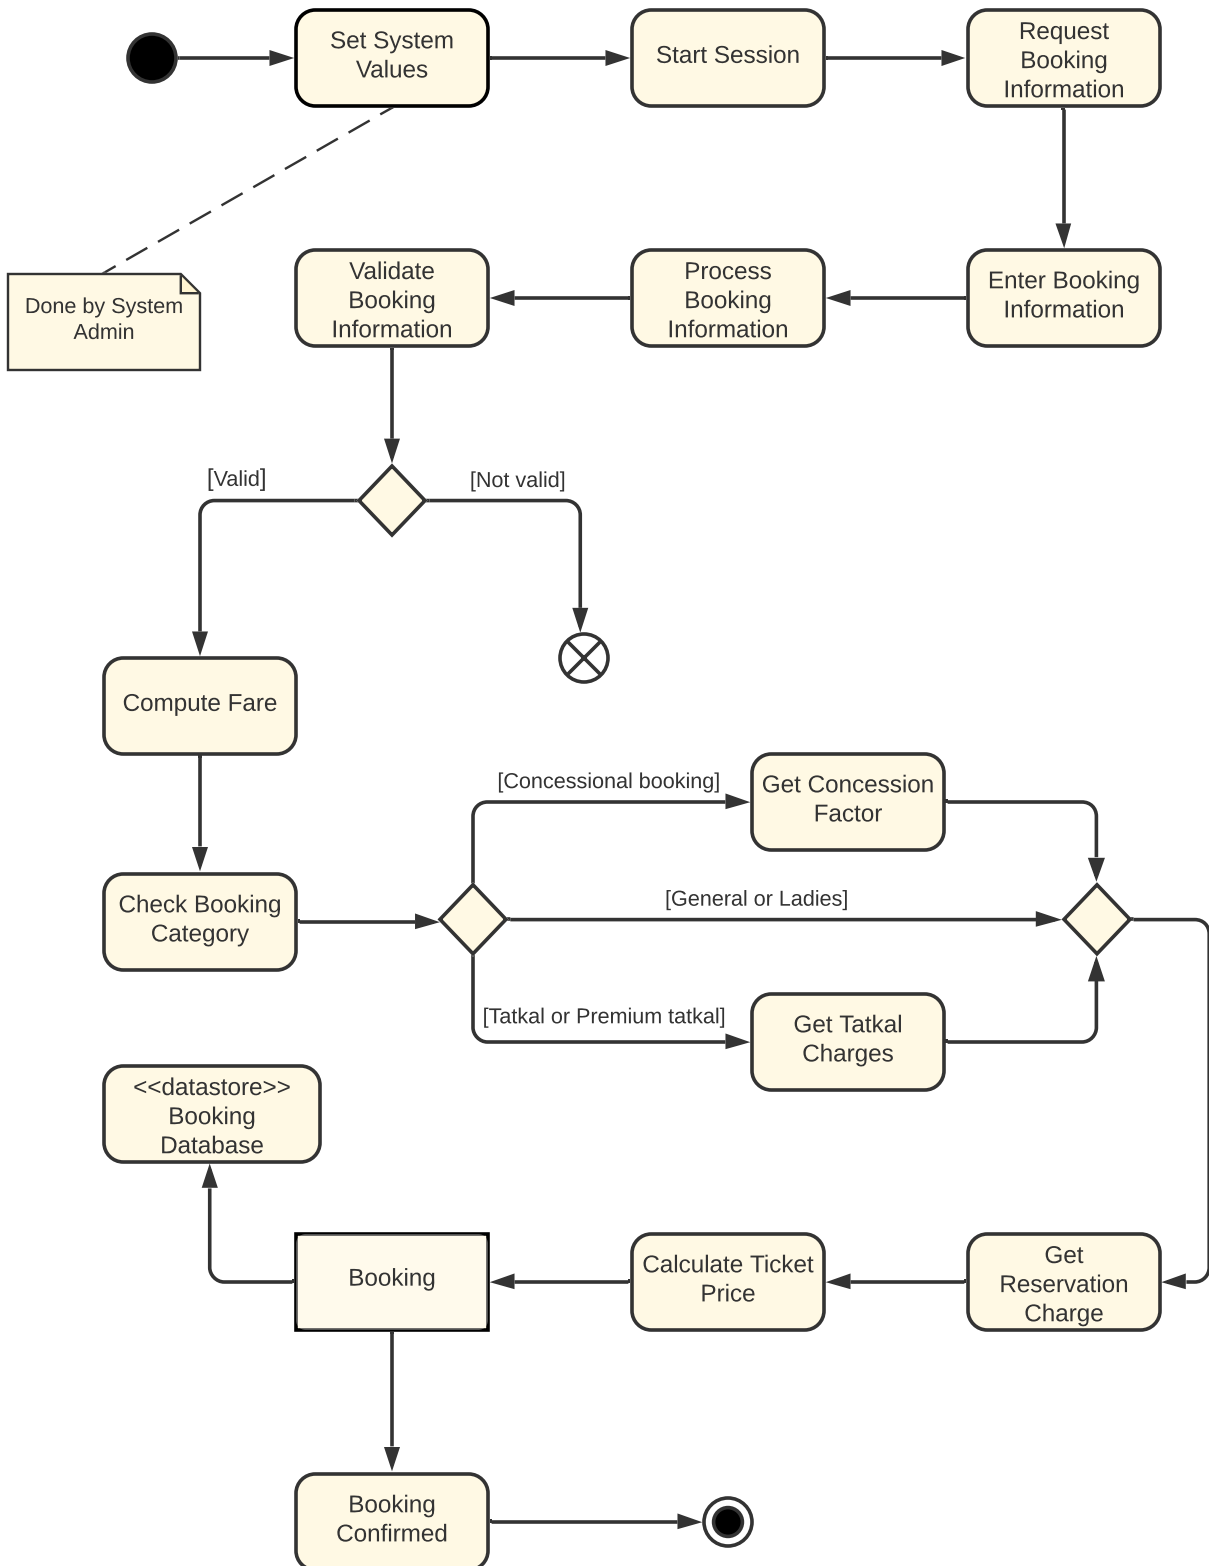 Set System
Values
Start Session
Request
Booking
Information
Done by System
Admin
Validate
Booking
Information
Process
Booking
Information
Enter Booking
Information
[Valid]
[Not valid]
Compute Fare
[Concessional booking]
Get Concession
Factor
Check Booking
Category
[General or Ladies]
[Tatkal or Premium tatkal]
Get Tatkal
Charges
<<datastore>>
Booking
Database
Booking
Calculate Ticket
Price
Get
Reservation
Charge
Booking
Confirmed